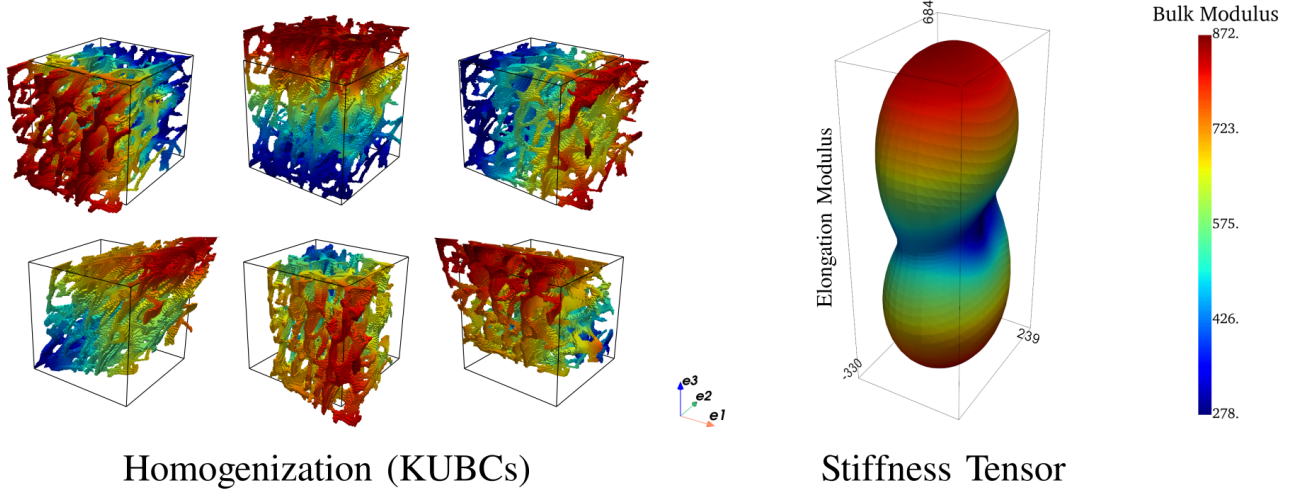 684
Bulk Modulus
872.
723.
575.
426.
278.
Elongation Modulus
239
-330
e3
e2
e1
Homogenization (KUBCs)
Stiffness Tensor